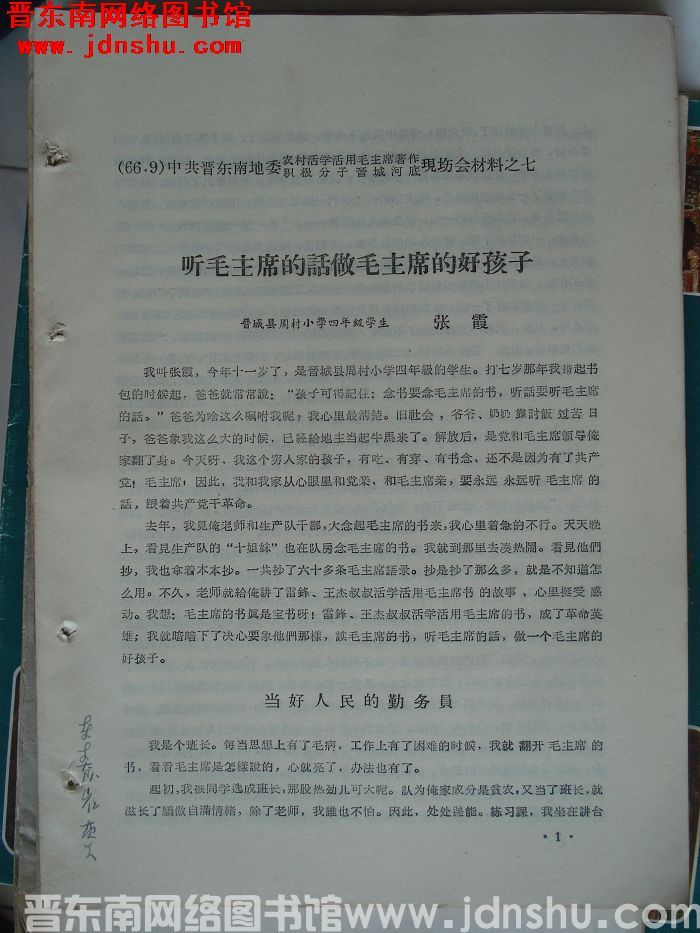 晋东南网络图书馆
www.jdnshu.com
(66.9)中共晋东南地委农村活学活用毛主席著作积极分子晋城河底現场会材料之七
听毛主席的話做毛主席的好孩子
晉城县周村小学四年級学生 张霞
我叫张霞，今年十一岁了，是晉城县周村小学四年級的学生。打七岁那年我揹起书
包的时候起，爸爸就常常說：“孩子可得記住：念书要念毛主席的书，听話要听毛主席
的話。”爸爸为啥这么嘱咐我呢？我心里最清楚。旧社会，爷爷、奶奶 靠討飯 过苦 日
子，爸爸象我这么大的时候，已經給地主当起牛馬来了。解放后，是党和毛主席領导俺
家翻了身。今天呀，我这个穷人家的孩子，有吃、有穿、有书念，还不是因为有了共产
党！毛主席！因此，我和我家从心眼里和党亲，和毛主席亲，要永远 永远听 毛主席 的
話，跟着共产党干革命。
去年，我見俺老师和生产队干部，大念起毛主席的书来，我心里着急的不行。天天晚
上，看見生产队的“十姐妹”也在队房念毛主席的书。我就到那里去凑热鬧。看見他們
抄，我也拿着本本抄。一共抄了六十多条毛主席語录。抄是抄了那么多，就是不知道怎
么用。不久，老师就給俺講了雷鋒、王杰叔叔活学活用毛主席书 的故事，心里挺受 感
动。我想：毛主席的书眞是宝书呀！雷鋒、王杰叔叔活学活用毛主席的书，成了革命英
雄；我就暗暗下了决心要象他們那樣，讀毛主席的书，听毛主席的話，做一个毛主席的
好孩子。
当好人民的勤务員
我是个班长。每当思想上有了毛病，工作上有了困难的时候，我就 翻开 毛主席 的
书，看看毛主席是怎樣說的，心就亮了，办法也有了。
起初，我被同学选成班长，那股热劲儿可大呢。認为俺家成分是貧农，又当了班长，就
滋长了驕傲自滿情緒，除了老师，我誰也不怕。因此，处处逞能。练习課，我坐在講台
·1·
晋东南网络图书馆 www.jdnshu.com